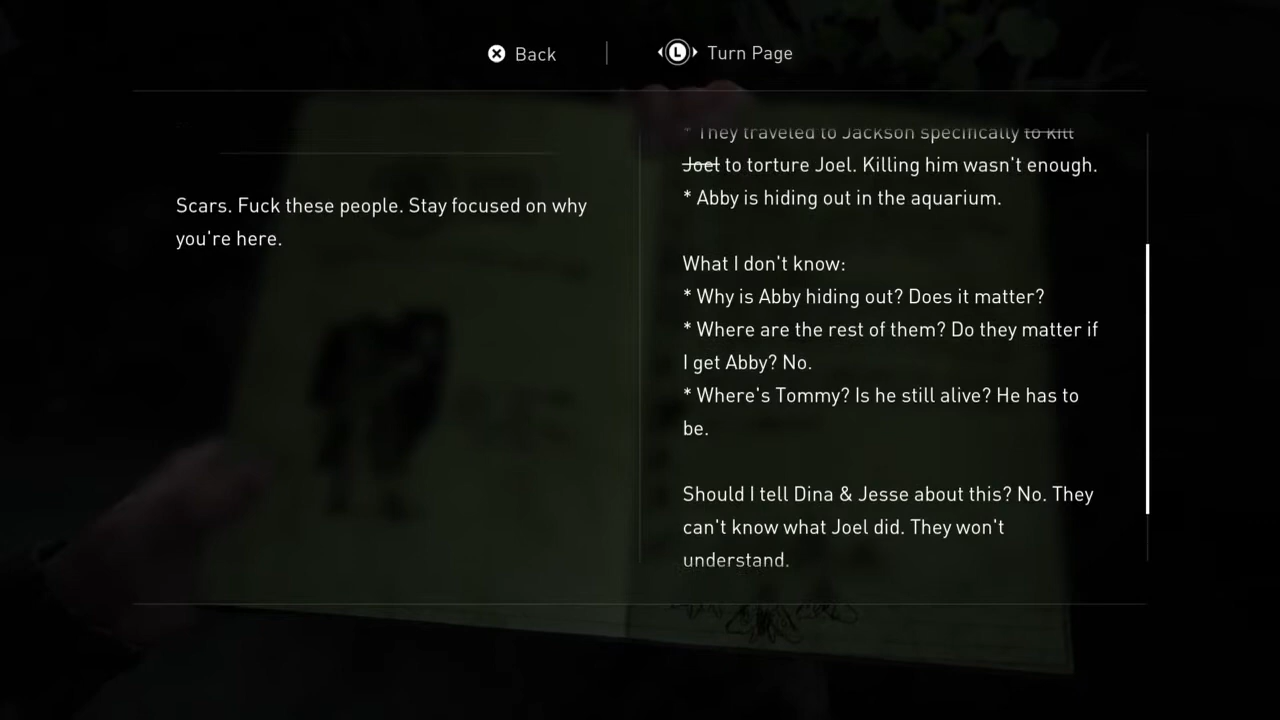 Back
L Turn Page
Scars. Fuck these people. Stay focused on why
you're here.
* They traveled to Jackson specifically to kill
Joel to torture Joel. Killing him wasn't enough.
* Abby is hiding out in the aquarium.
What I don't know:
* Why is Abby hiding out? Does it matter?
* Where are the rest of them? Do they matter if
I get Abby? No.
* Where's Tommy? Is he still alive? He has to
be.
Should I tell Dina & Jesse about this? No. They
can't know what Joel did. They won't
understand.